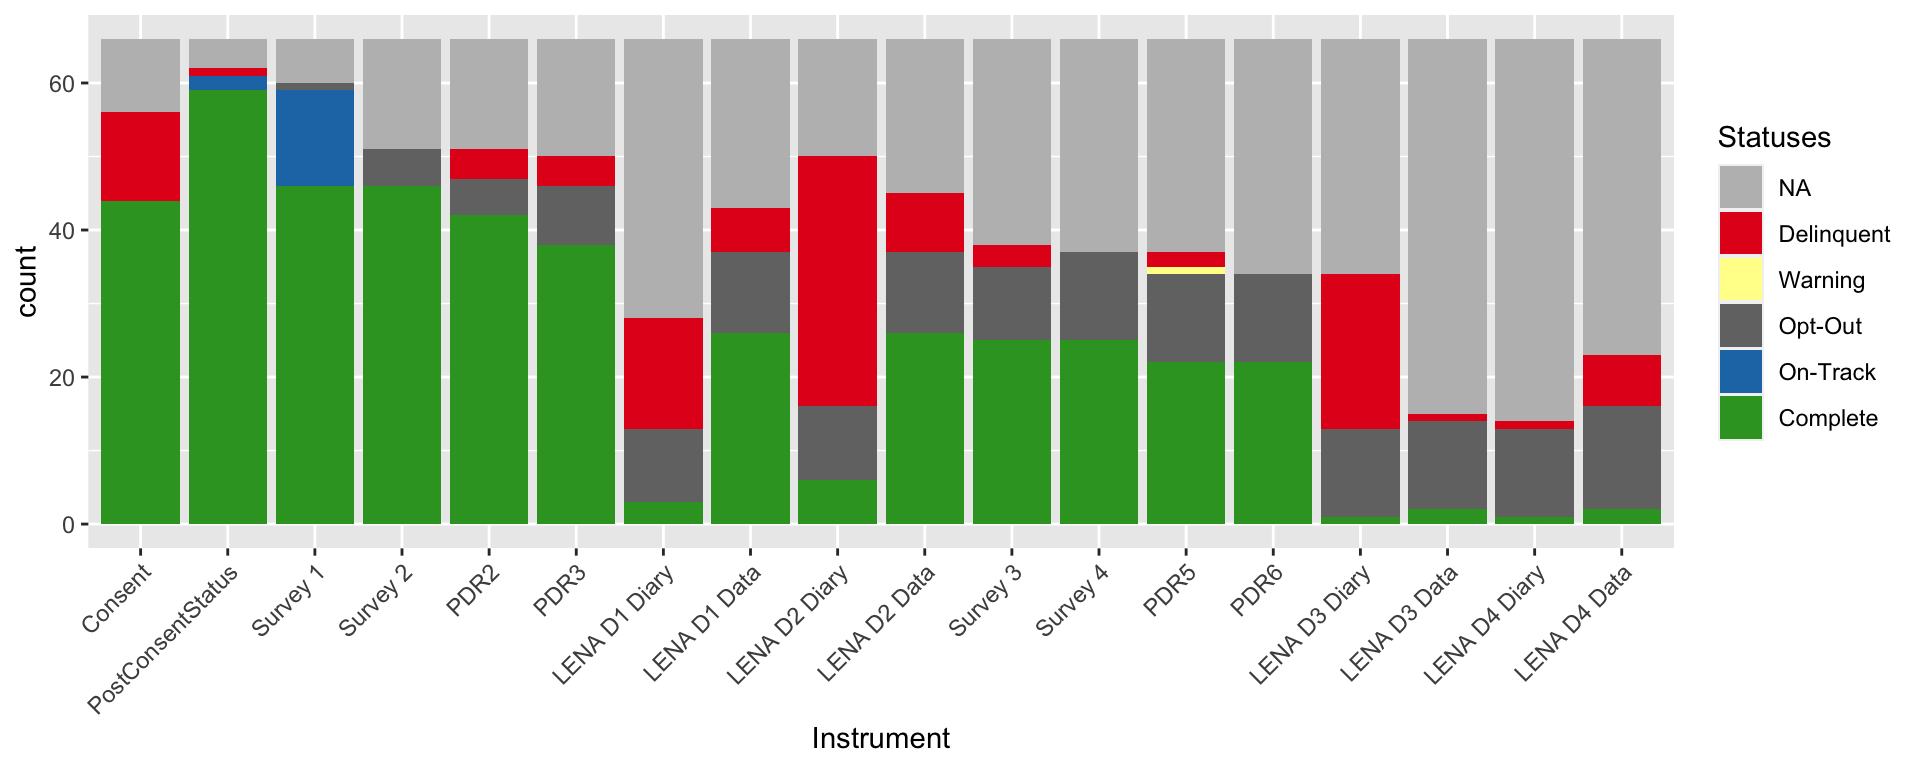 count
60
40
20
0
Consent
PostConsentStatus
Survey 1
Survey 2
PDR2
PDR3
LENA D1 Diary
LENA D1 Data
LENA D2 Diary
LENA D2 Data
Survey 3
Survey 4
PDR5
PDR6
LENA D3 Diary
LENA D3 Data
LENA D4 Diary
LENA D4 Data
Instrument
Statuses
NA
Delinquent
Warning
Opt-Out
On-Track
Complete